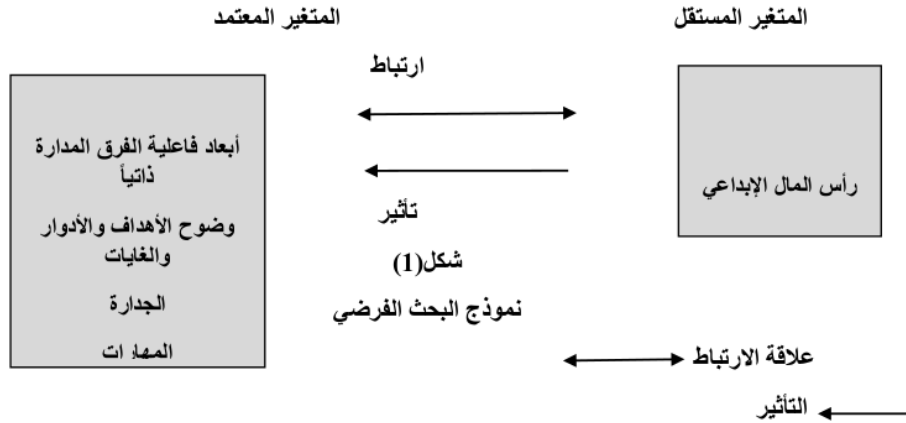 المتغير المستقل
المتغير المعتمد
ارتباط
رأس المال الإبداعي
أبعاد فاعلية الفرق المدارة
ذاتياً
وضوح الأهداف والأدوار
والغايات
الجدارة
المهارات
تأثير
شكل(1)
نموذج البحث الفرضي
علاقة الارتباط
التأثير